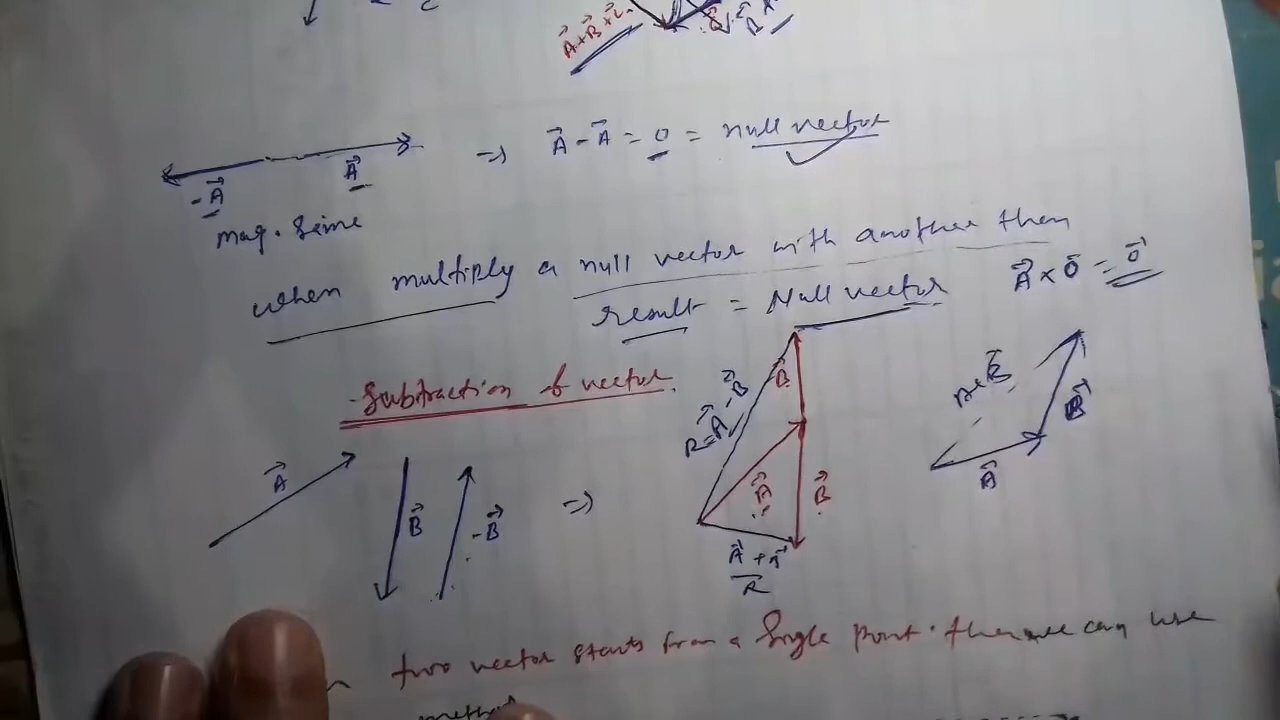 A⃗+B⃗+C⃗
A⃗ - A⃗ = 0 = null vector
-A⃗
A⃗
mag. Same
when multiply a null vector with another then
result = Null vector
A⃗ × 0⃗ = 0⃗
Subtraction of vector.
A⃗
B⃗
-B⃗
⇒
R=A⃗-B⃗
B⃗
A⃗
B⃗
R
A⃗
B⃗
two vector starts from a Single Point. then we can use
method